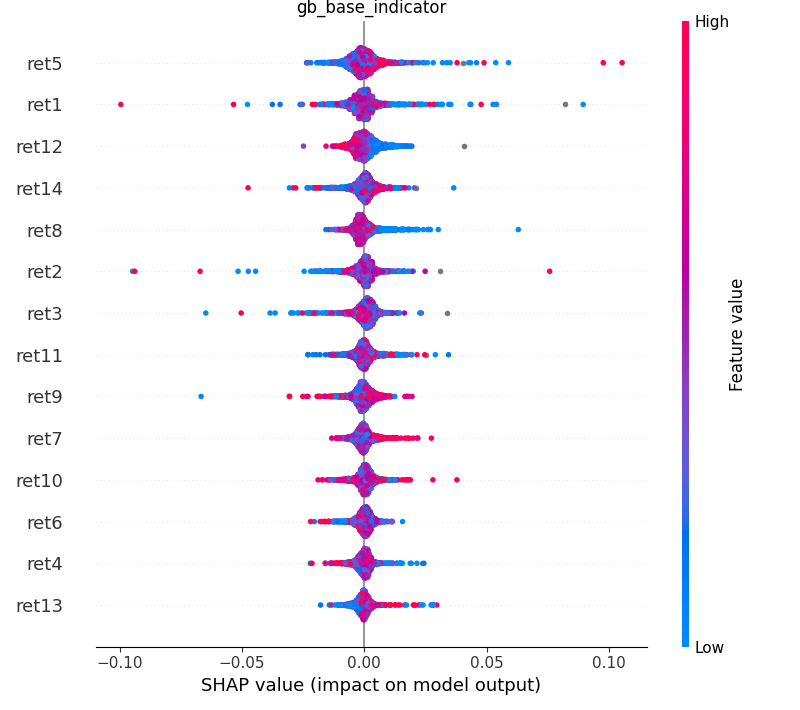 gb_base_indicator
High
ret5
ret1
ret12
ret14
ret8
ret2
ret3
ret11
ret9
ret7
ret10
ret6
ret4
ret13
Feature value
Low
−0.10 −0.05 0.00 0.05 0.10
SHAP value (impact on model output)